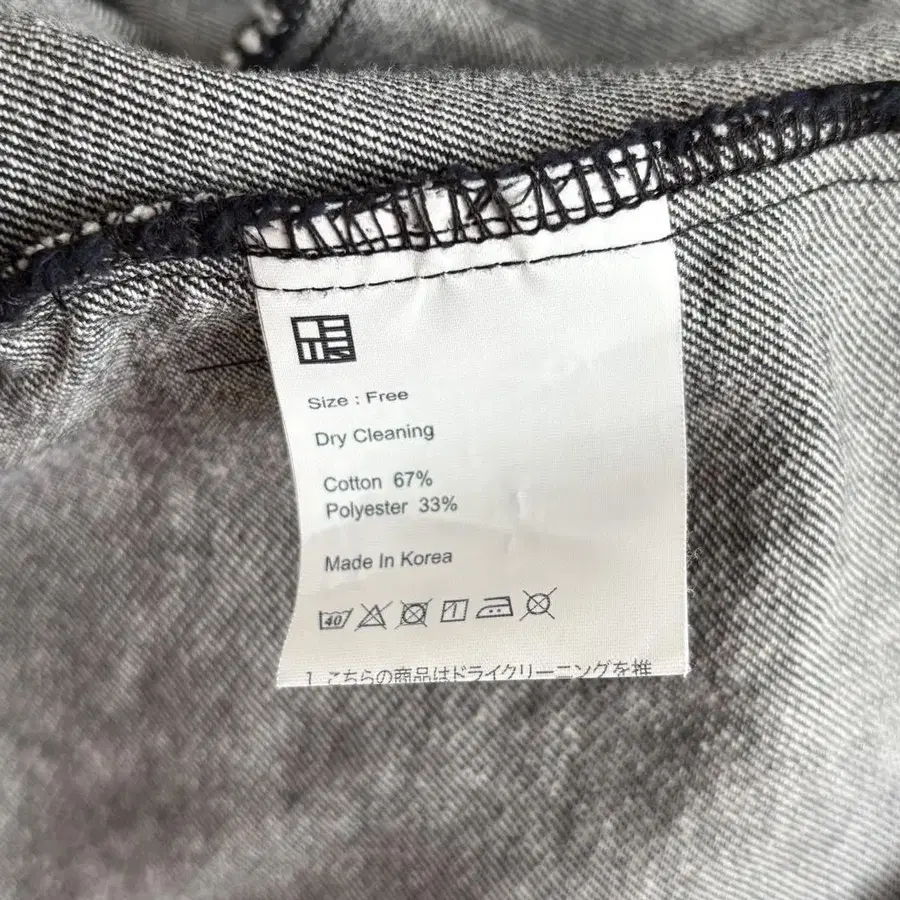 Size : Free
Dry Cleaning
Cotton 67%
Polyester 33%
Made In Korea
40
1. こちらの商品はドライクリーニングを推